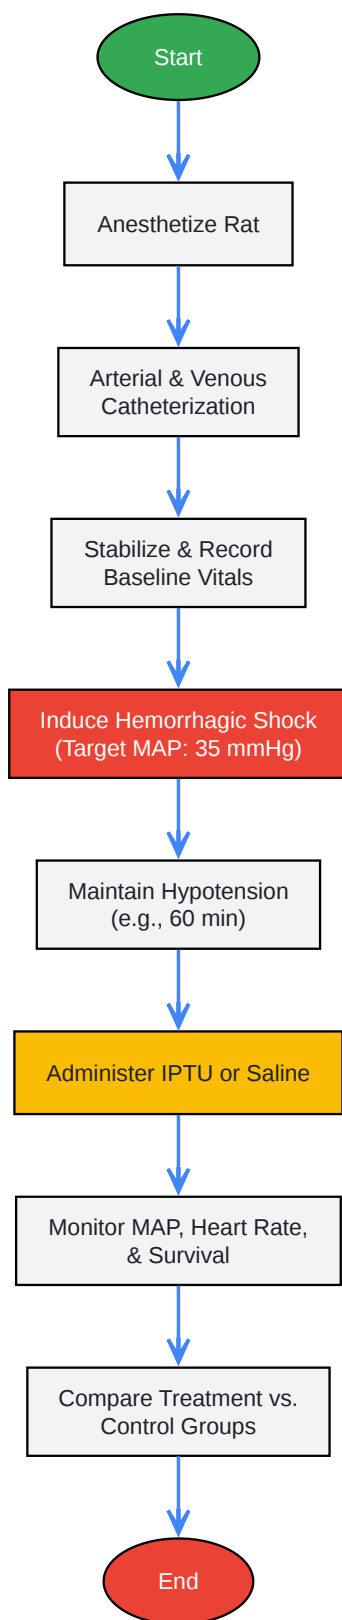 Start
Anesthetize Rat
Arterial & Venous
Catheterization
Stabilize & Record
Baseline Vitals
Induce Hemorrhagic Shock
(Target MAP: 35 mmHg)
Maintain Hypotension
(e.g., 60 min)
Administer IPTU or Saline
Monitor MAP, Heart Rate,
& Survival
Compare Treatment vs.
Control Groups
End